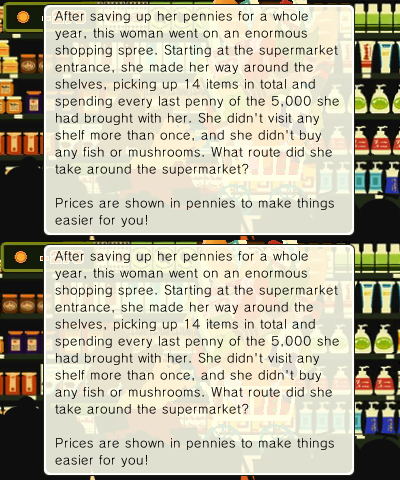 After saving up her pennies for a whole
year, this woman went on an enormous
shopping spree. Starting at the supermarket
entrance, she made her way around the
shelves, picking up 14 items in total and
spending every last penny of the 5,000 she
had brought with her. She didn't visit any
shelf more than once, and she didn't buy
any fish or mushrooms. What route did she
take around the supermarket?
Prices are shown in pennies to make things
easier for you!
After saving up her pennies for a whole
year, this woman went on an enormous
shopping spree. Starting at the supermarket
entrance, she made her way around the
shelves, picking up 14 items in total and
spending every last penny of the 5,000 she
had brought with her. She didn't visit any
shelf more than once, and she didn't buy
any fish or mushrooms. What route did she
take around the supermarket?
Prices are shown in pennies to make things
easier for you!